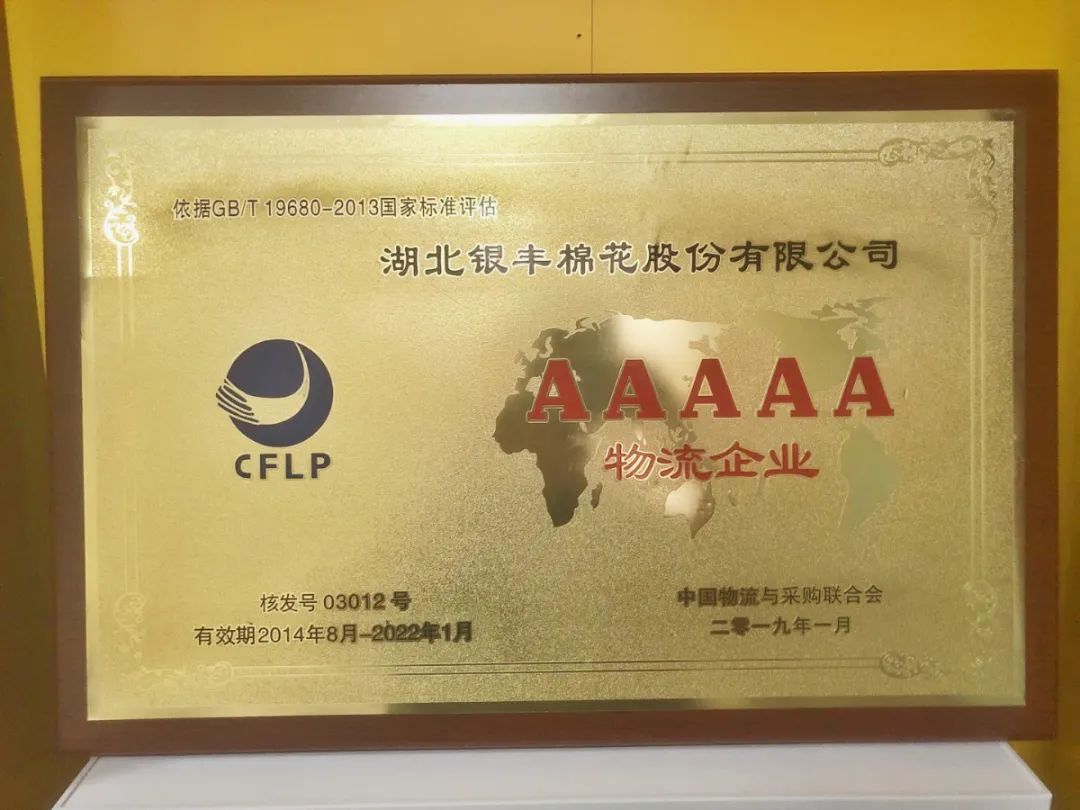 依据GB/T 19680-2013国家标准评估
湖北银丰棉花股份有限公司
AAAAA
物流企业
CFLP
核发号 03012 号
有效期2014年8月-2022年1月
中国物流与采购联合会
二零一九年一月